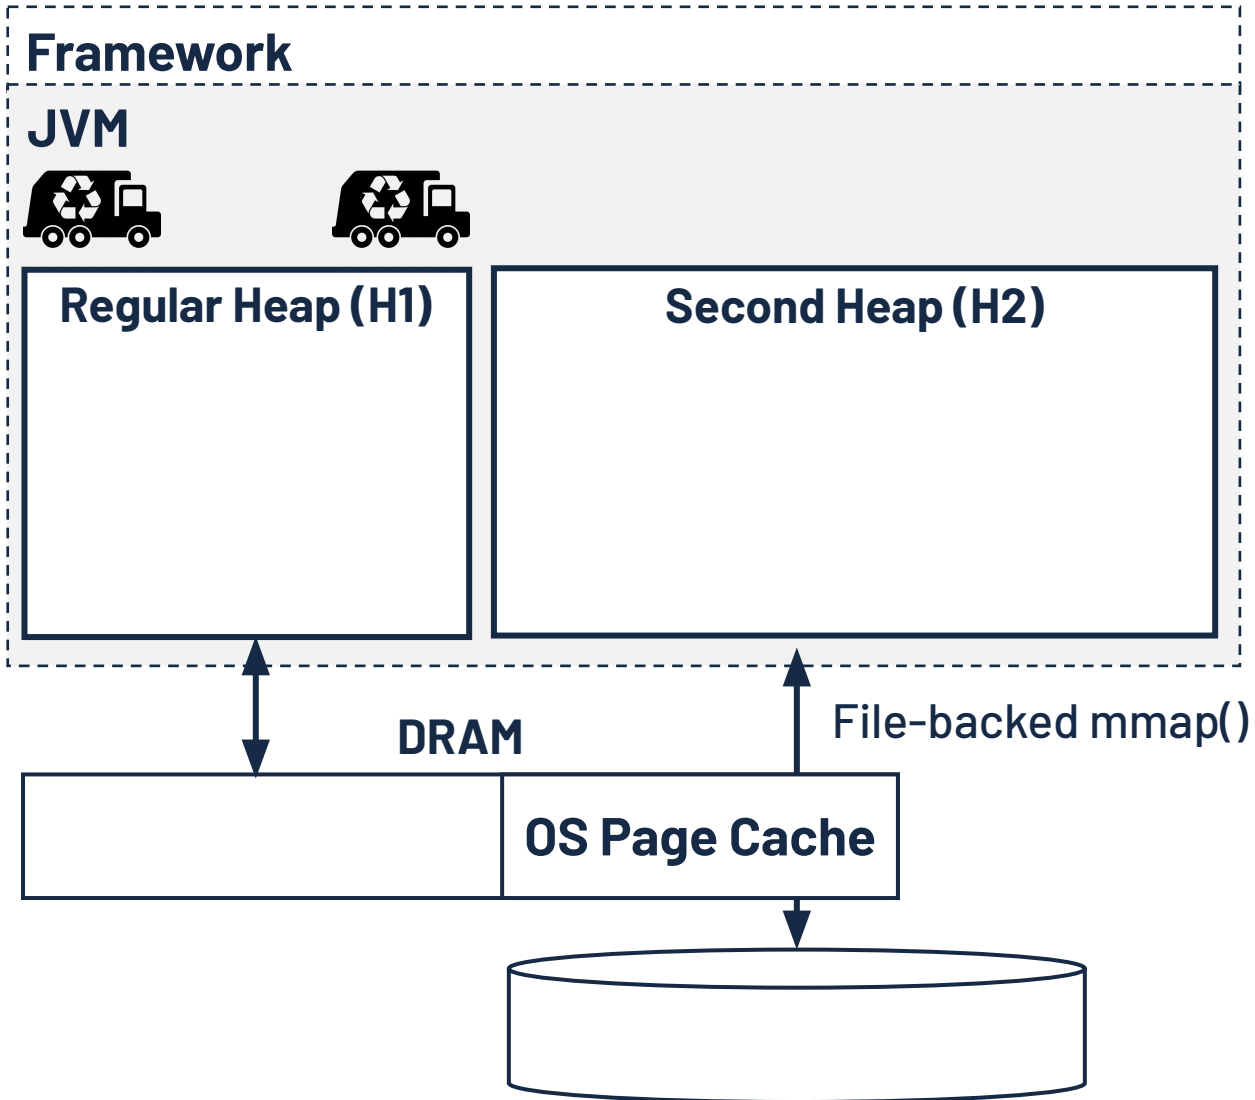 Framework
JVM
Regular Heap (H1)
Second Heap (H2)
DRAM
File-backed mmap()
OS Page Cache